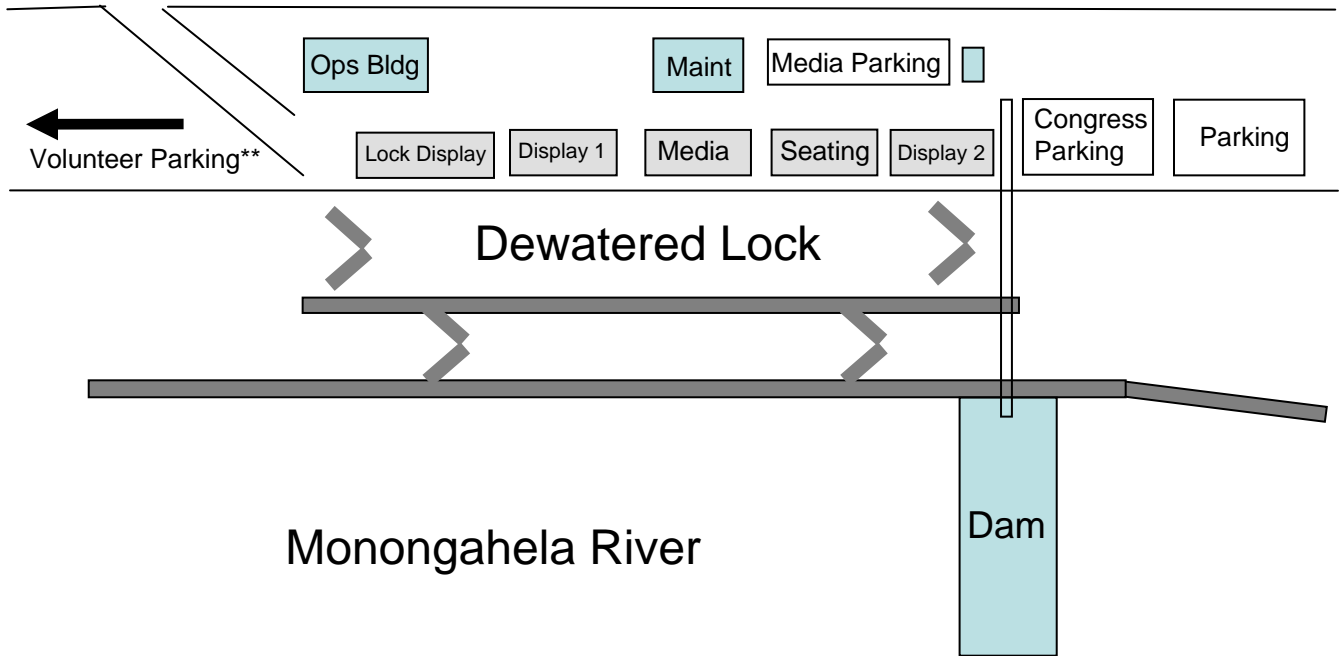 Ops Bldg
Maint
Media Parking
Congress
Parking
Parking
Volunteer Parking**
Lock Display
Display 1
Media
Seating
Display 2
Dewatered Lock
Dam
Monongahela River